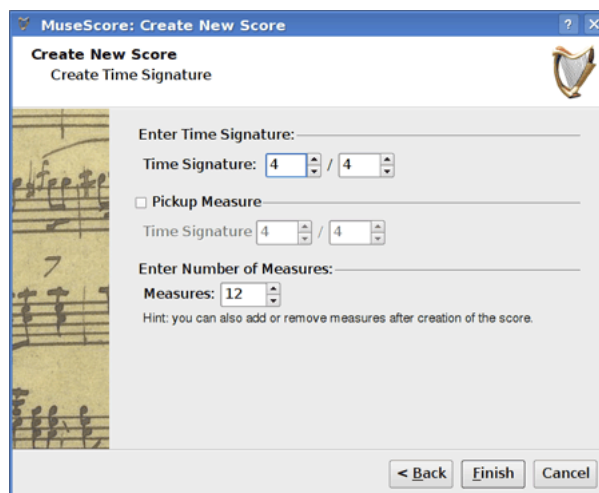 MuseScore: Create New Score
Create New Score
Create Time Signature
Enter Time Signature:
Time Signature: 4 / 4
Pickup Measure
Time Signature 4 / 4
Enter Number of Measures:
Measures: 12
Hint: you can also add or remove measures after creation of the score.
7
< Back Finish Cancel